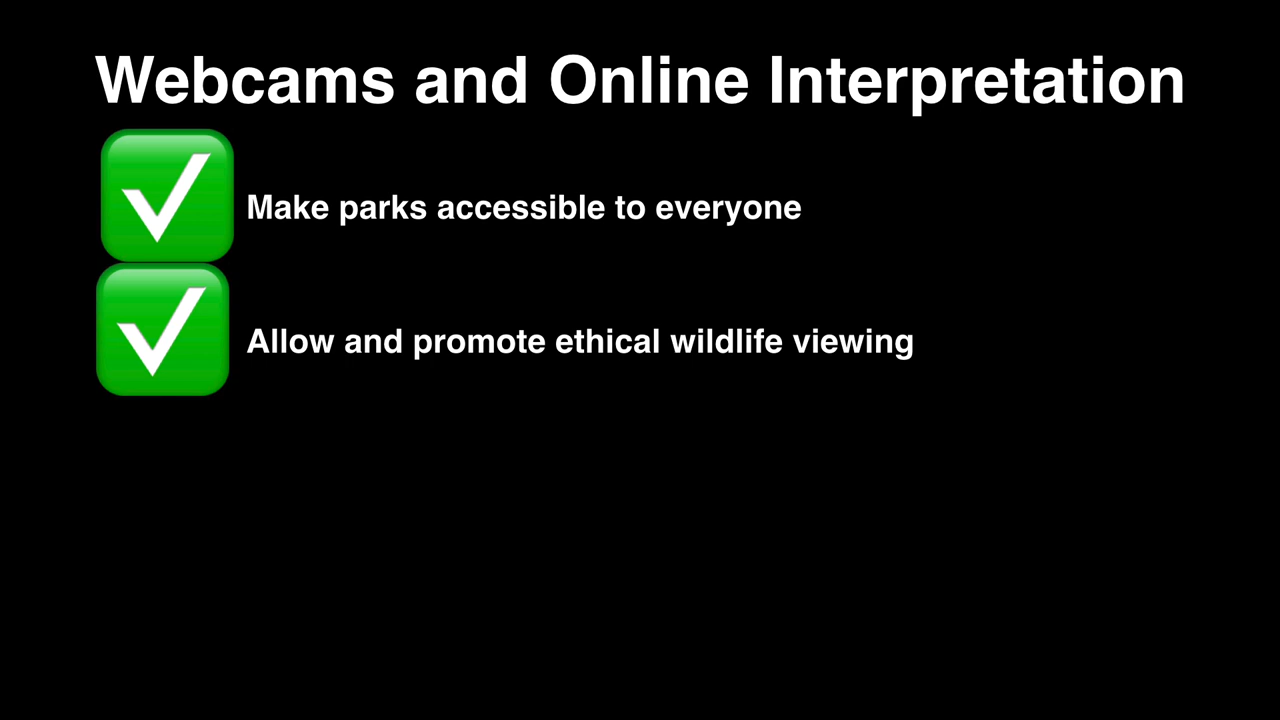 Webcams and Online Interpretation
Make parks accessible to everyone
Allow and promote ethical wildlife viewing